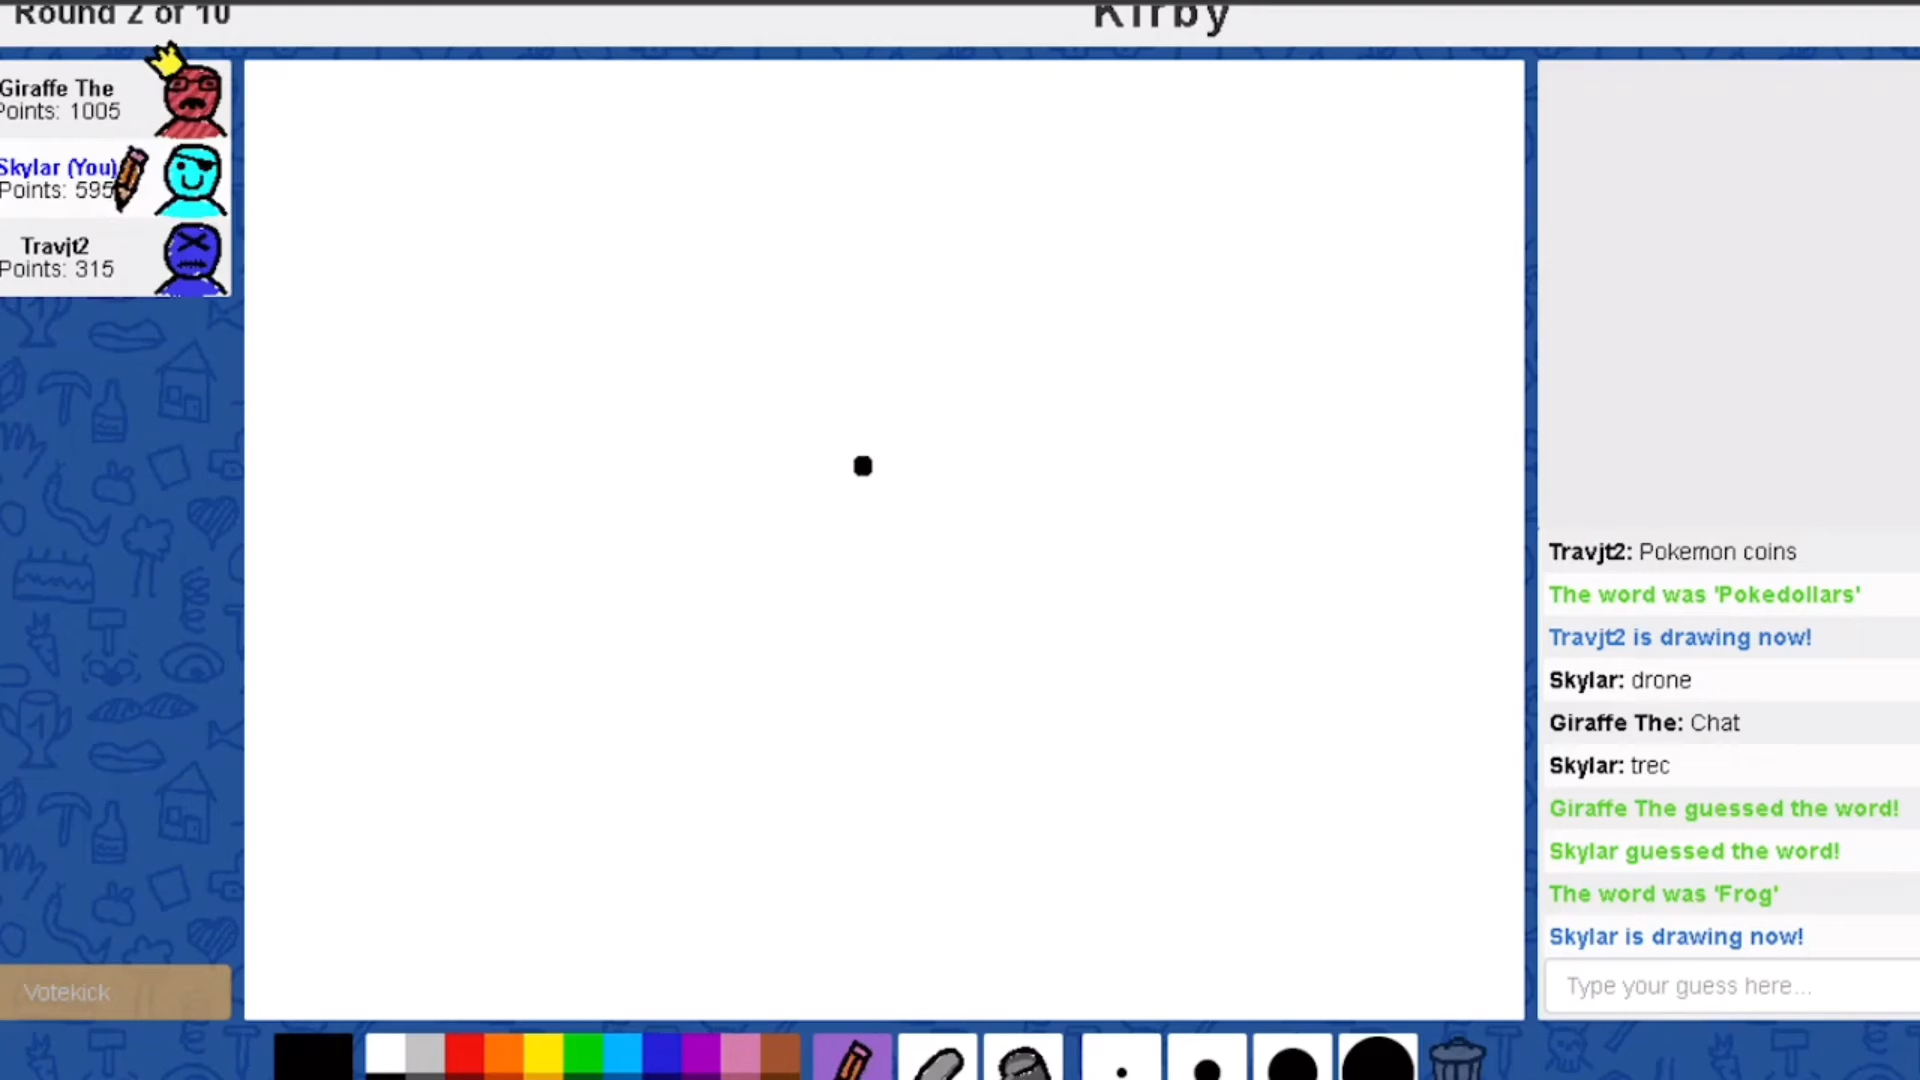 Round 2 of 10
Kirby
Giraffe The
Points: 1005
Skylar (You)
Points: 595
Travjt2
Points: 315
Travjt2: Pokemon coins
The word was 'Pokedollars'
Travjt2 is drawing now!
Skylar: drone
Giraffe The: Chat
Skylar: trec
Giraffe The guessed the word!
Skylar guessed the word!
The word was 'Frog'
Skylar is drawing now!
Type your guess here...
Votekick